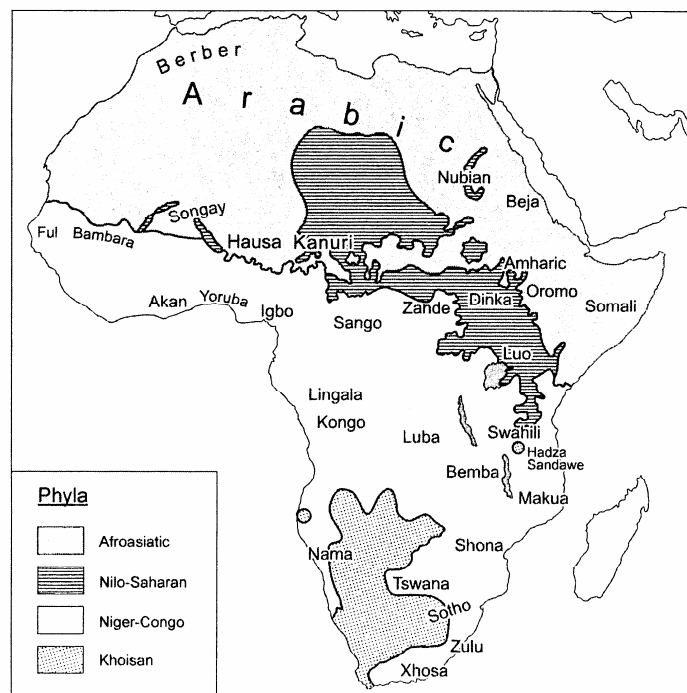 Berber
Arabic
Nubian
Beja
Songay
Ful
Bambara
Hausa
Kanuri
Amharic
Oromo
Somali
Akan
Yoruba
Igbo
Sango
Zande
Diŋka
Luo
Lingala
Kongo
Luba
Swahili
Hadza
Sandawe
Bemba
Makua
Nama
Shona
Tswana
Sotho
Zulu
Xhosa
Phyla
Afroasiatic
Nilo-Saharan
Niger-Congo
Khoisan